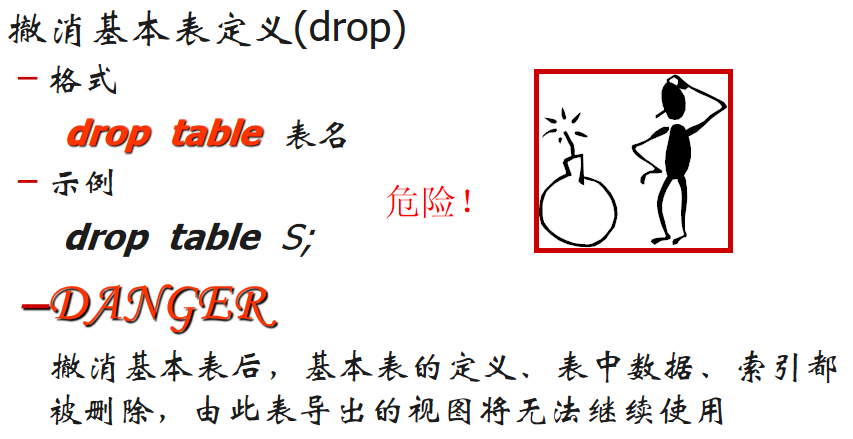 撤消基本表定义(drop)
– 格式
drop table 表名
– 示例
危险！
drop table S;
–DANGER
撤消基本表后，基本表的定义、表中数据、索引都
被删除，由此表导出的视图将无法继续使用